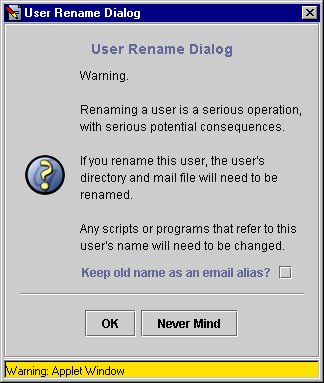 User Rename Dialog
User Rename Dialog
Warning.
Renaming a user is a serious operation,
with serious potential consequences.
If you rename this user, the user's
directory and mail file will need to be
renamed.
Any scripts or programs that refer to this
user's name will need to be changed.
Keep old name as an email alias?
OK
Never Mind
Warning: Applet Window